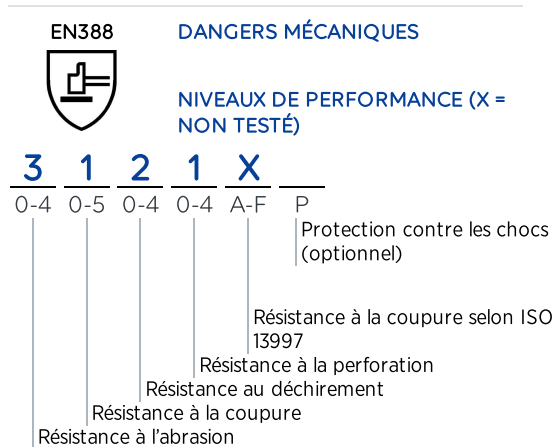 EN388
DANGERS MÉCANIQUES
NIVEAUX DE PERFORMANCE (X =
NON TESTÉ)
3 1 2 1 X
0-4 0-5 0-4 0-4 A-F P
Protection contre les chocs
(optionnel)
Résistance à la coupure selon ISO
13997
Résistance à la perforation
Résistance au déchirement
Résistance à la coupure
Résistance à l'abrasion